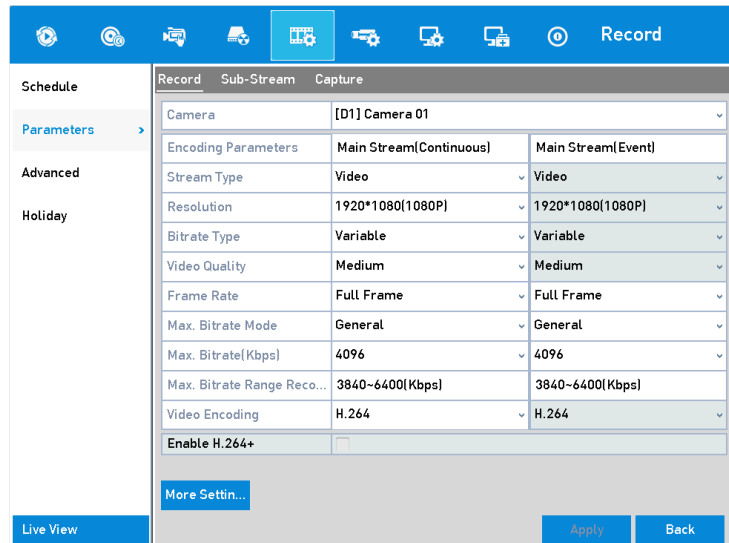 Record
Schedule
Parameters
Advanced
Holiday
Live View
Record Sub-Stream Capture
Camera [D1] Camera 01
Encoding Parameters Main Stream(Continuous) Main Stream(Event)
Stream Type Video Video
Resolution 1920*1080(1080P) 1920*1080(1080P)
Bitrate Type Variable Variable
Video Quality Medium Medium
Frame Rate Full Frame Full Frame
Max. Bitrate Mode General General
Max. Bitrate(Kbps) 4096 4096
Max. Bitrate Range Reco... 3840~6400(Kbps) 3840~6400(Kbps)
Video Encoding H.264 H.264
Enable H.264+
More Settin...
Apply Back